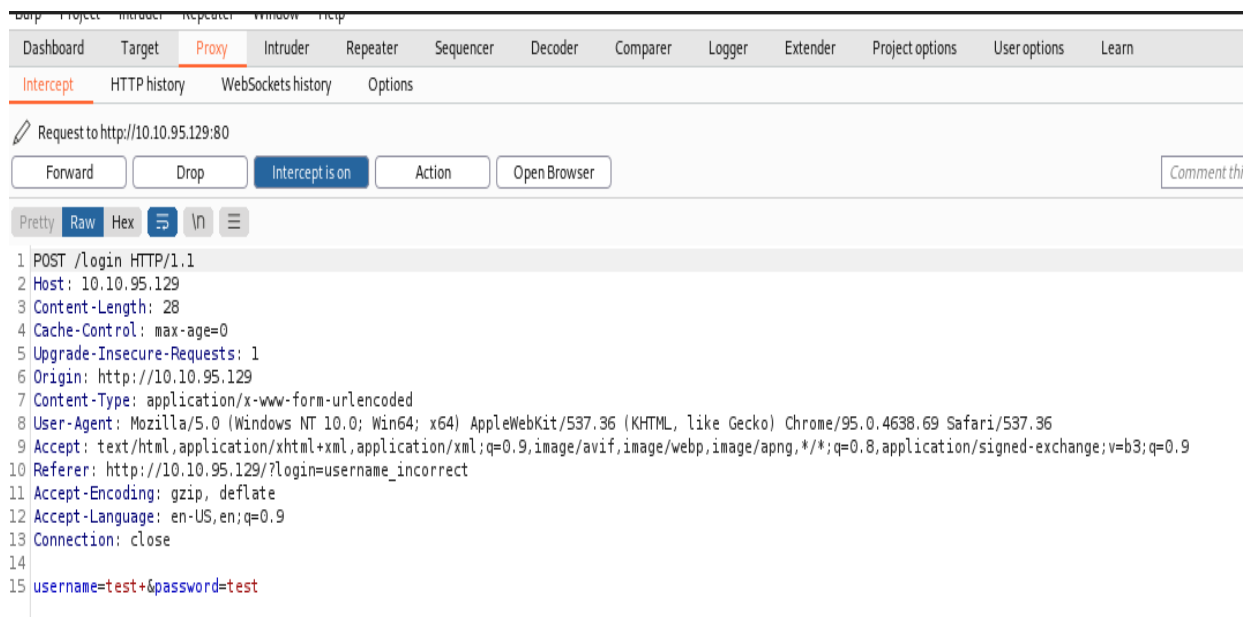 Burp Project Intruder Repeater Window Help
Dashboard Target Proxy Intruder Repeater Sequencer Decoder Comparer Logger Extender Project options User options Learn
Intercept HTTP history WebSockets history Options
Request to http://10.10.95.129:80
Forward Drop Intercept is on Action Open Browser Comment thi
Pretty Raw Hex \n
1 POST /login HTTP/1.1
2 Host: 10.10.95.129
3 Content-Length: 28
4 Cache-Control: max-age=0
5 Upgrade-Insecure-Requests: 1
6 Origin: http://10.10.95.129
7 Content-Type: application/x-www-form-urlencoded
8 User-Agent: Mozilla/5.0 (Windows NT 10.0; Win64; x64) AppleWebKit/537.36 (KHTML, like Gecko) Chrome/95.0.4638.69 Safari/537.36
9 Accept: text/html,application/xhtml+xml,application/xml;q=0.9,image/avif,image/webp,image/apng,*/*;q=0.8,application/signed-exchange;v=b3;q=0.9
10 Referer: http://10.10.95.129/?login=username_incorrect
11 Accept-Encoding: gzip, deflate
12 Accept-Language: en-US,en;q=0.9
13 Connection: close
14
15 username=test+&password=test